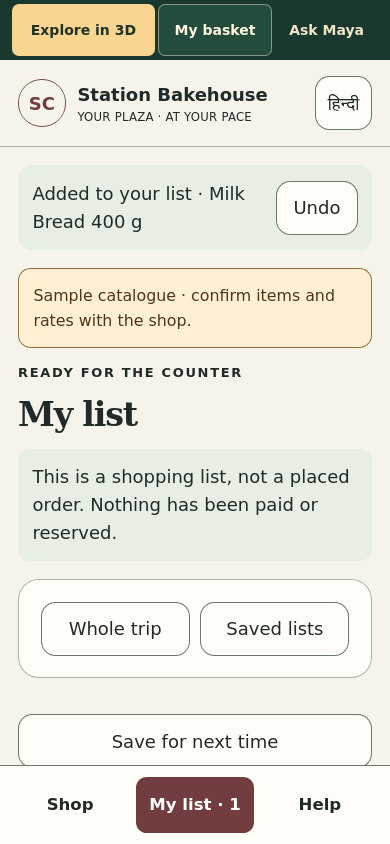 Explore in 3D
My basket
Ask Maya
SC
Station Bakehouse
YOUR PLAZA · AT YOUR PACE
हिन्दी
Added to your list · Milk
Bread 400 g
Undo
Sample catalogue · confirm items and
rates with the shop.
READY FOR THE COUNTER
My list
This is a shopping list, not a placed
order. Nothing has been paid or
reserved.
Whole trip
Saved lists
Save for next time
Shop
My list · 1
Help